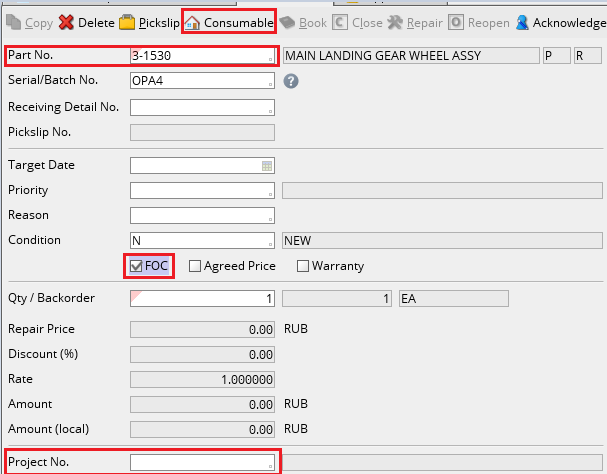 Copy Delete Pickslip Consumable Book Close Repair Reopen Acknowledge
Part No. 3-1530 MAIN LANDING GEAR WHEEL ASSY P R
Serial/Batch No. OPA4 ?
Receiving Detail No.
Pickslip No.
Target Date
Priority
Reason
Condition N NEW
FOC Agreed Price Warranty
Qty / Backorder 1 1 EA
Repair Price 0.00 RUB
Discount (%) 0.00
Rate 1.000000
Amount 0.00 RUB
Amount (local) 0.00 RUB
Project No.